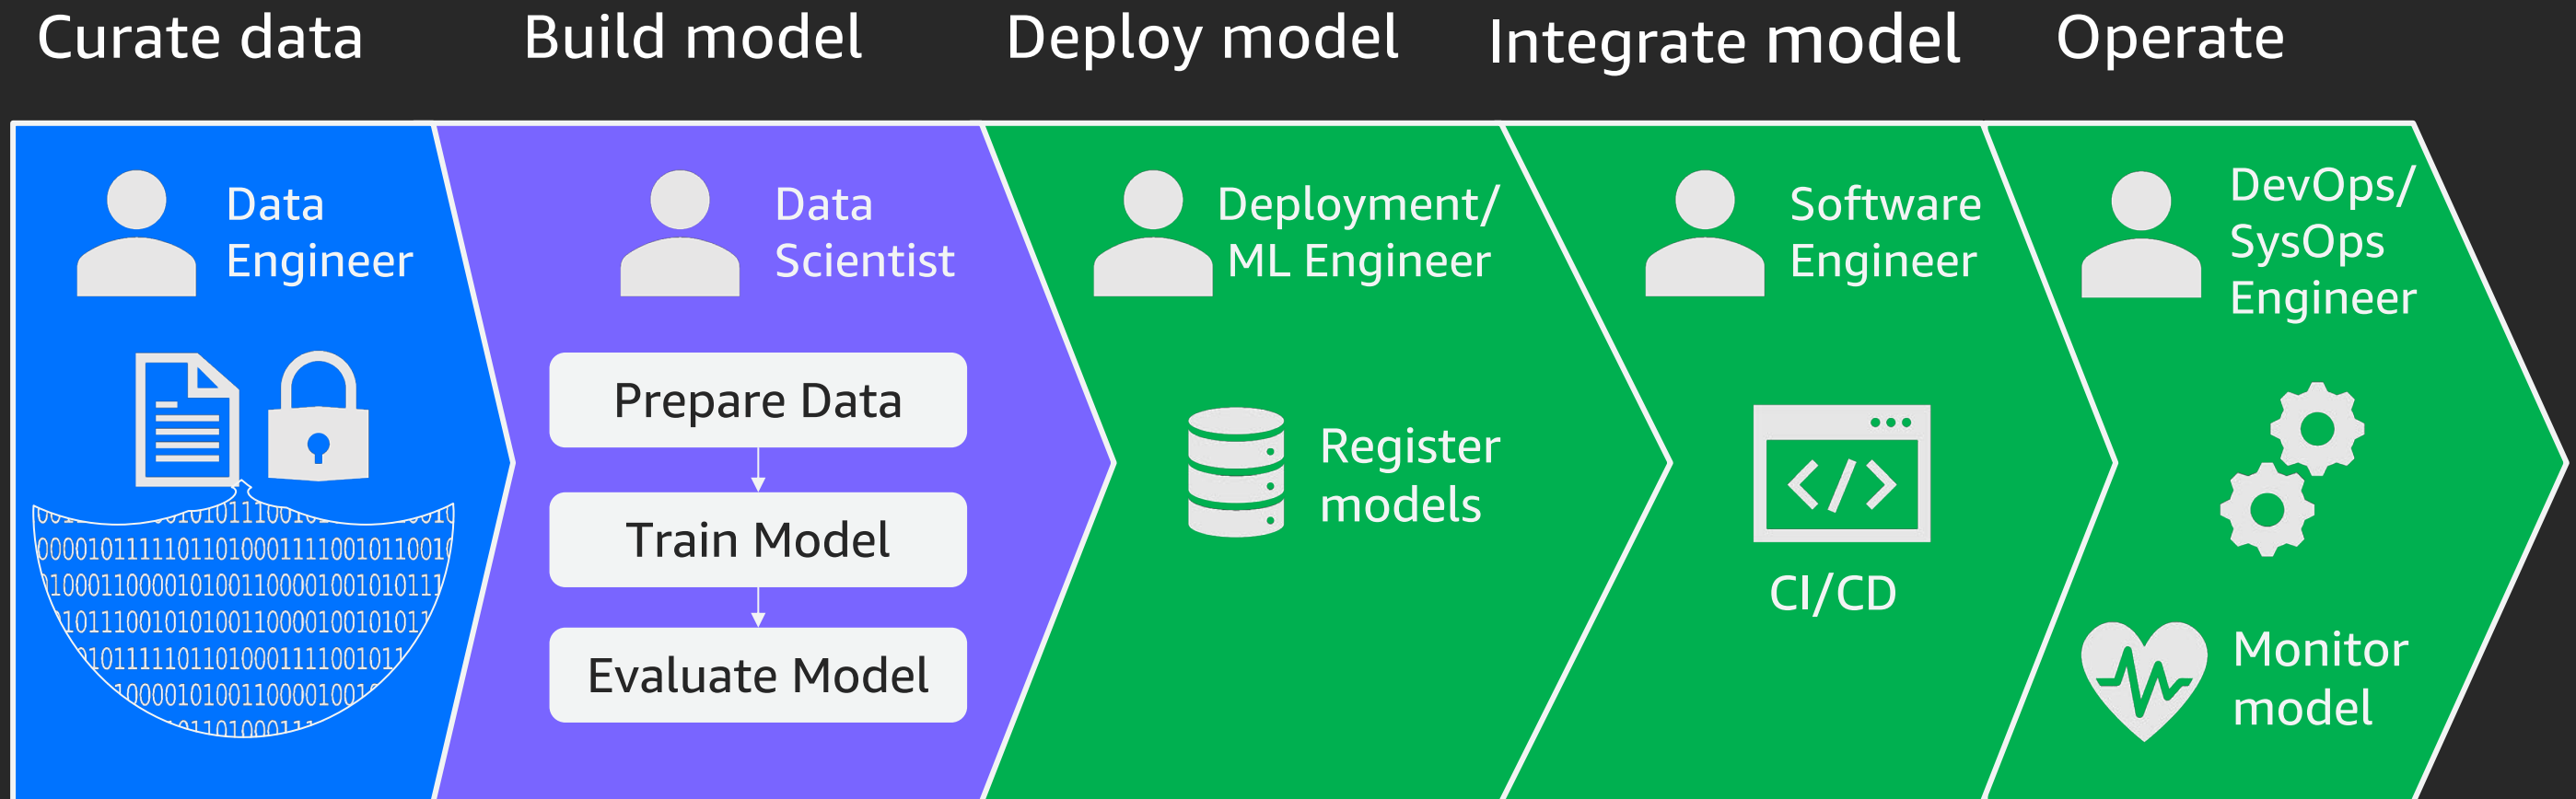 Curate data
Build model
Deploy model
Integrate model
Operate
Data
Engineer
Data
Scientist
Prepare Data
Train Model
Evaluate Model
Deployment/
ML Engineer
Register
models
Software
Engineer
</>
CI/CD
DevOps/
SysOps
Engineer
Monitor
model